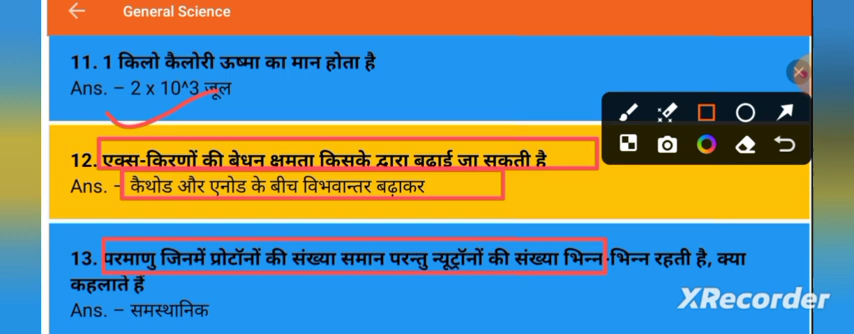 General Science
11. 1 किलो कैलोरी ऊष्मा का मान होता है
Ans. – 2 x 10^3 जूल
12. एक्स-किरणों की बेधन क्षमता किसके द्वारा बढाई जा सकती है
Ans. – कैथोड और एनोड के बीच विभवान्तर बढ़ाकर
13. परमाणु जिनमें प्रोटॉनों की संख्या समान परन्तु न्यूट्रॉनों की संख्या भिन्न-भिन्न रहती है, क्या
कहलाते हैं
Ans. – समस्थानिक
XRecorder